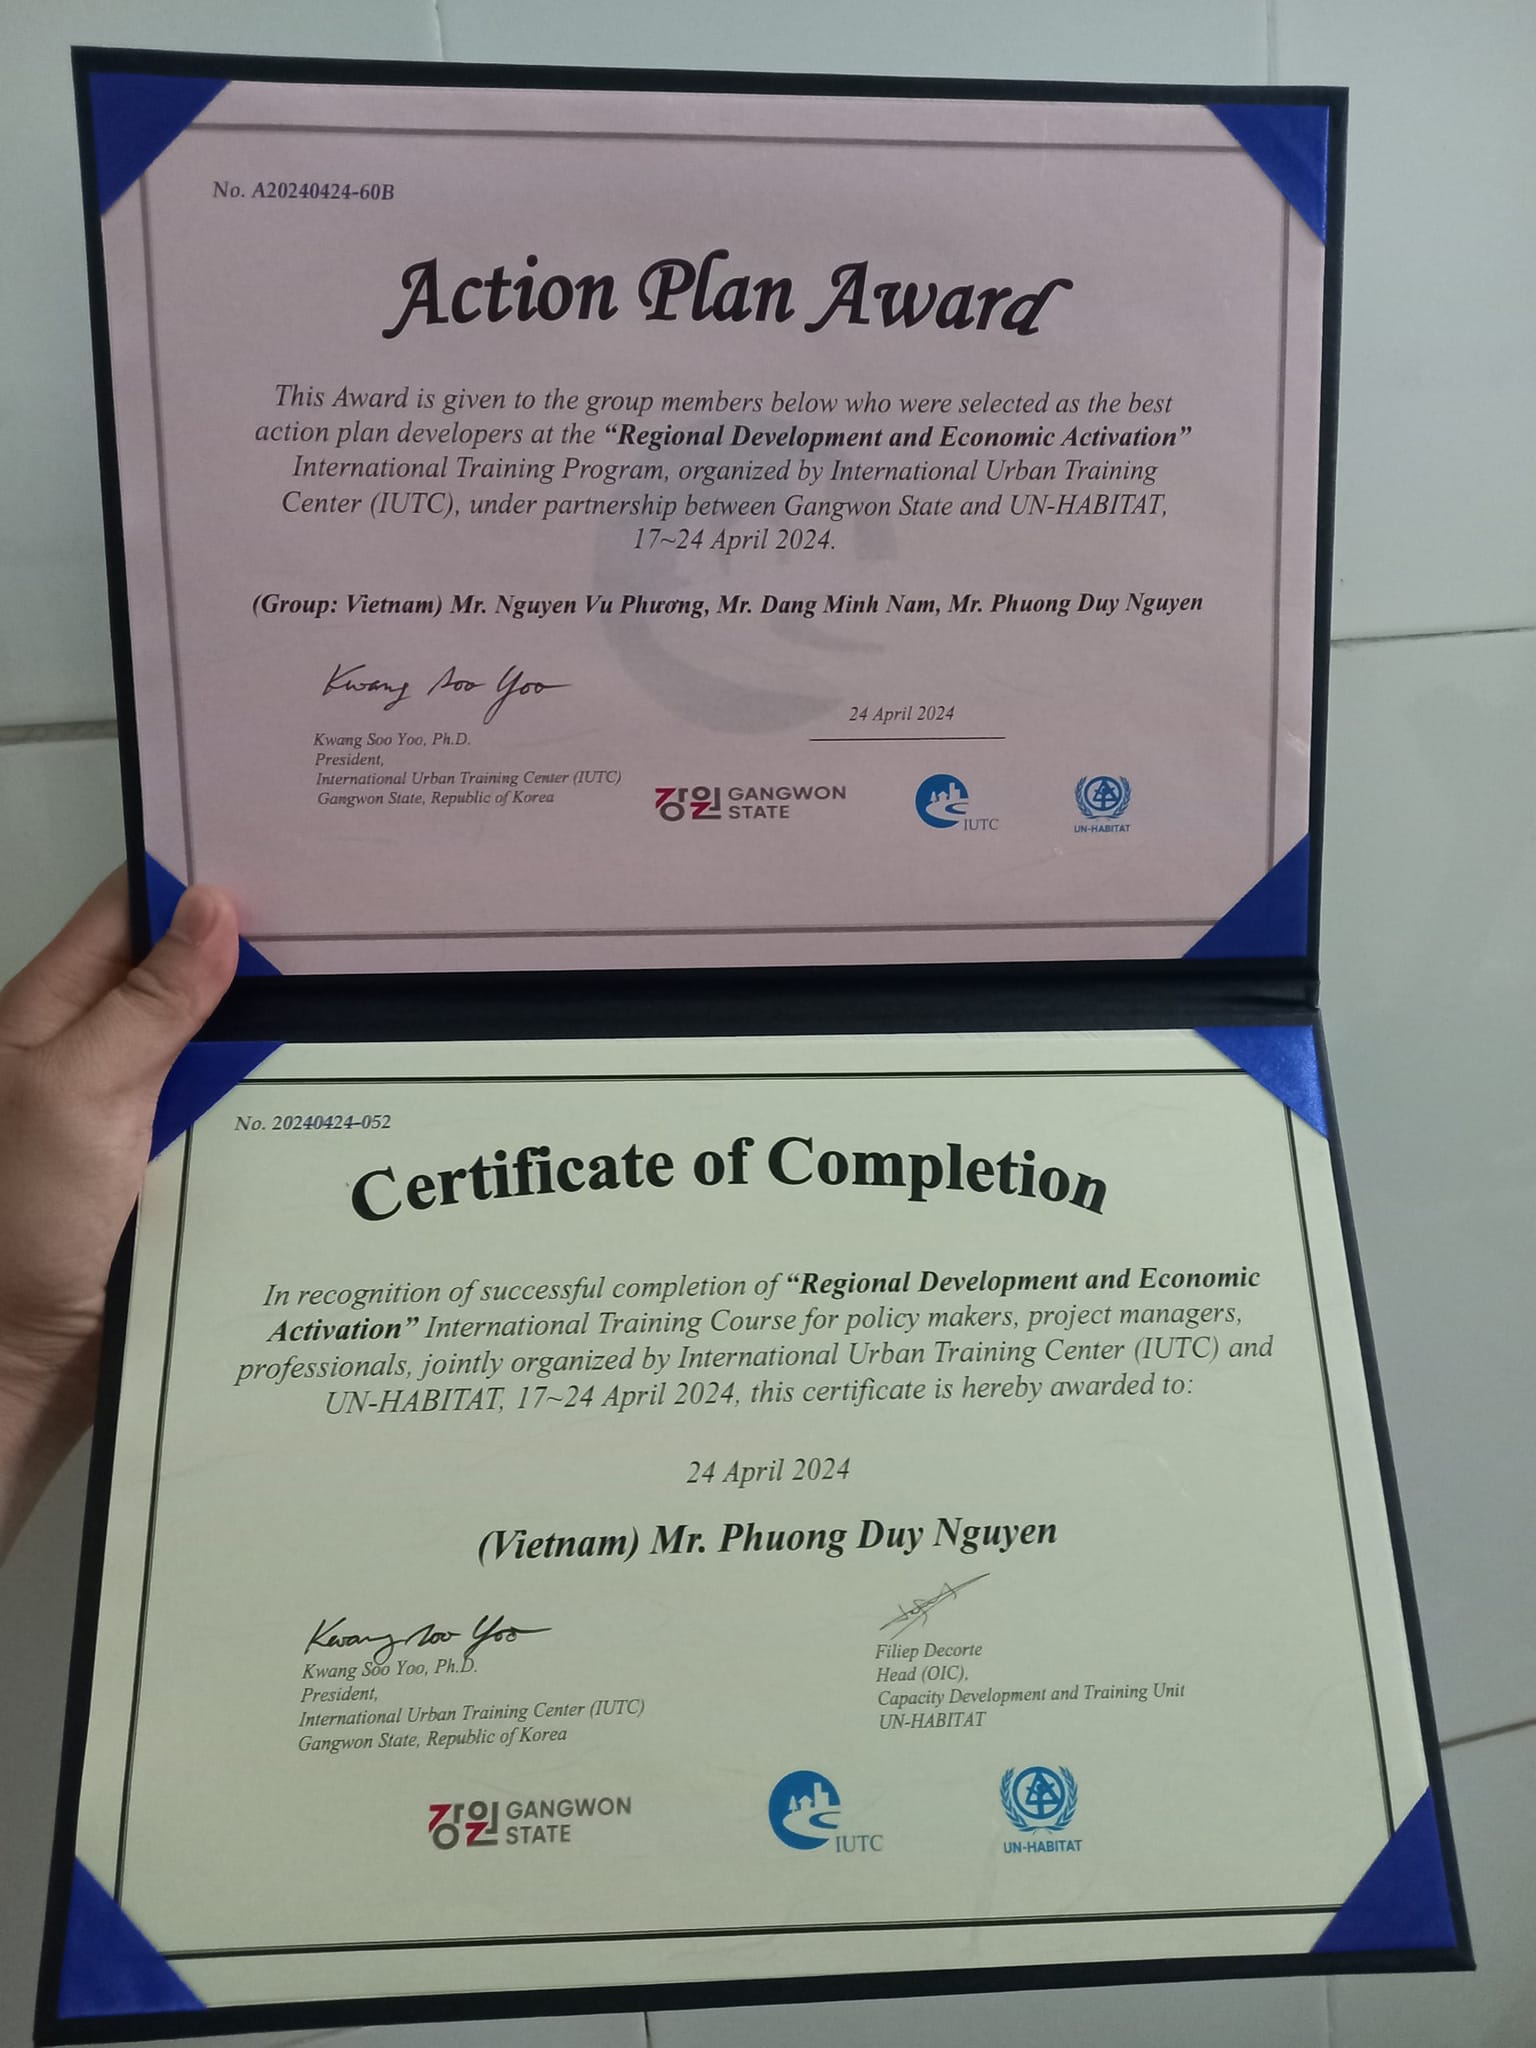 No. A20240424-60B
Action Plan Award
This Award is given to the group members below who were selected as the best
action plan developers at the “Regional Development and Economic Activation”
International Training Program, organized by International Urban Training
Center (IUTC), under partnership between Gangwon State and UN-HABITAT,
17~24 April 2024.
(Group: Vietnam) Mr. Nguyen Vu Phương, Mr. Dang Minh Nam, Mr. Phuong Duy Nguyen
Kwang Soo Yoo
24 April 2024
Kwang Soo Yoo, Ph.D.
President,
International Urban Training Center (IUTC)
Gangwon State, Republic of Korea
강원 GANGWON
STATE
IUTC
UN-HABITAT
No. 20240424-052
Certificate of Completion
In recognition of successful completion of “Regional Development and Economic
Activation” International Training Course for policy makers, project managers,
professionals, jointly organized by International Urban Training Center (IUTC) and
UN-HABITAT, 17~24 April 2024, this certificate is hereby awarded to:
24 April 2024
(Vietnam) Mr. Phuong Duy Nguyen
Kwang Soo Yoo
Kwang Soo Yoo, Ph.D.
President,
International Urban Training Center (IUTC)
Gangwon State, Republic of Korea
Filiep Decorte
Head (OIC),
Capacity Development and Training Unit
UN-HABITAT
강원 GANGWON
STATE
IUTC
UN-HABITAT